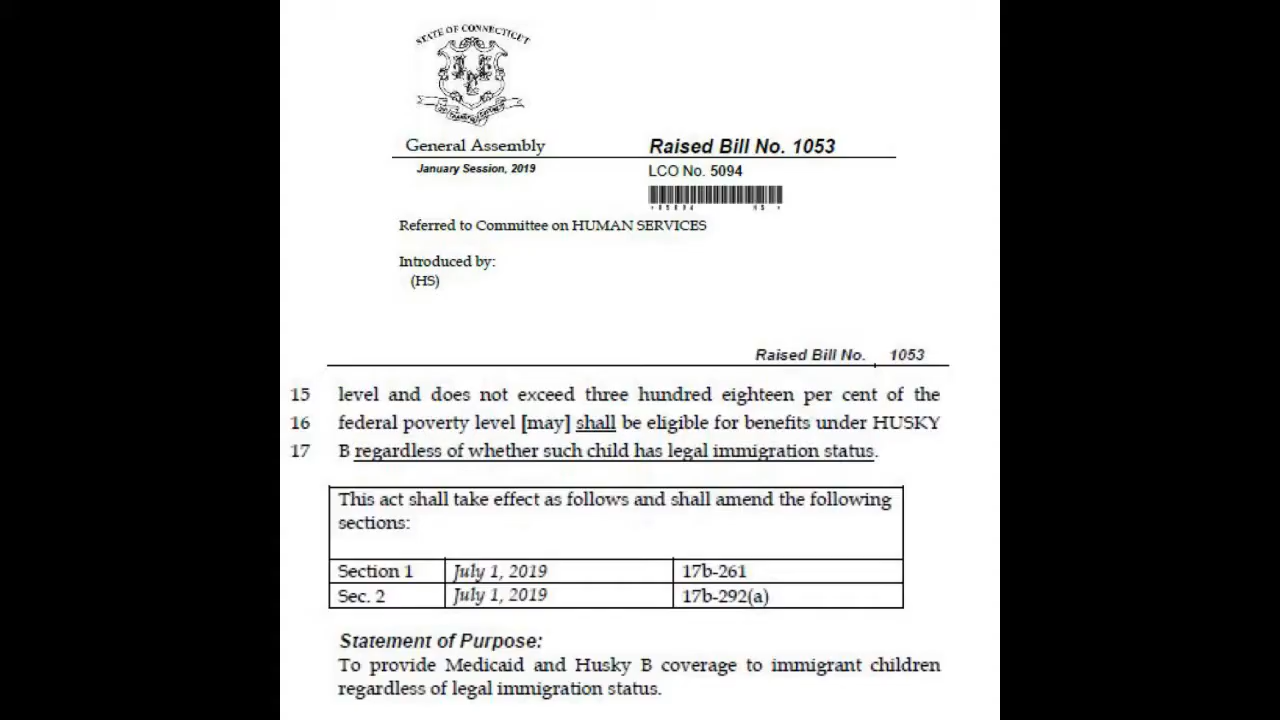 STATE OF CONNECTICUT
General Assembly
Raised Bill No. 1053
January Session, 2019
LCO No. 5094
Referred to Committee on HUMAN SERVICES
Introduced by:
(HS)
Raised Bill No. 1053
15 level and does not exceed three hundred eighteen per cent of the
16 federal poverty level [may] shall be eligible for benefits under HUSKY
17 B regardless of whether such child has legal immigration status.
This act shall take effect as follows and shall amend the following
sections:
Section 1 July 1, 2019 17b-261
Sec. 2 July 1, 2019 17b-292(a)
Statement of Purpose:
To provide Medicaid and Husky B coverage to immigrant children
regardless of legal immigration status.